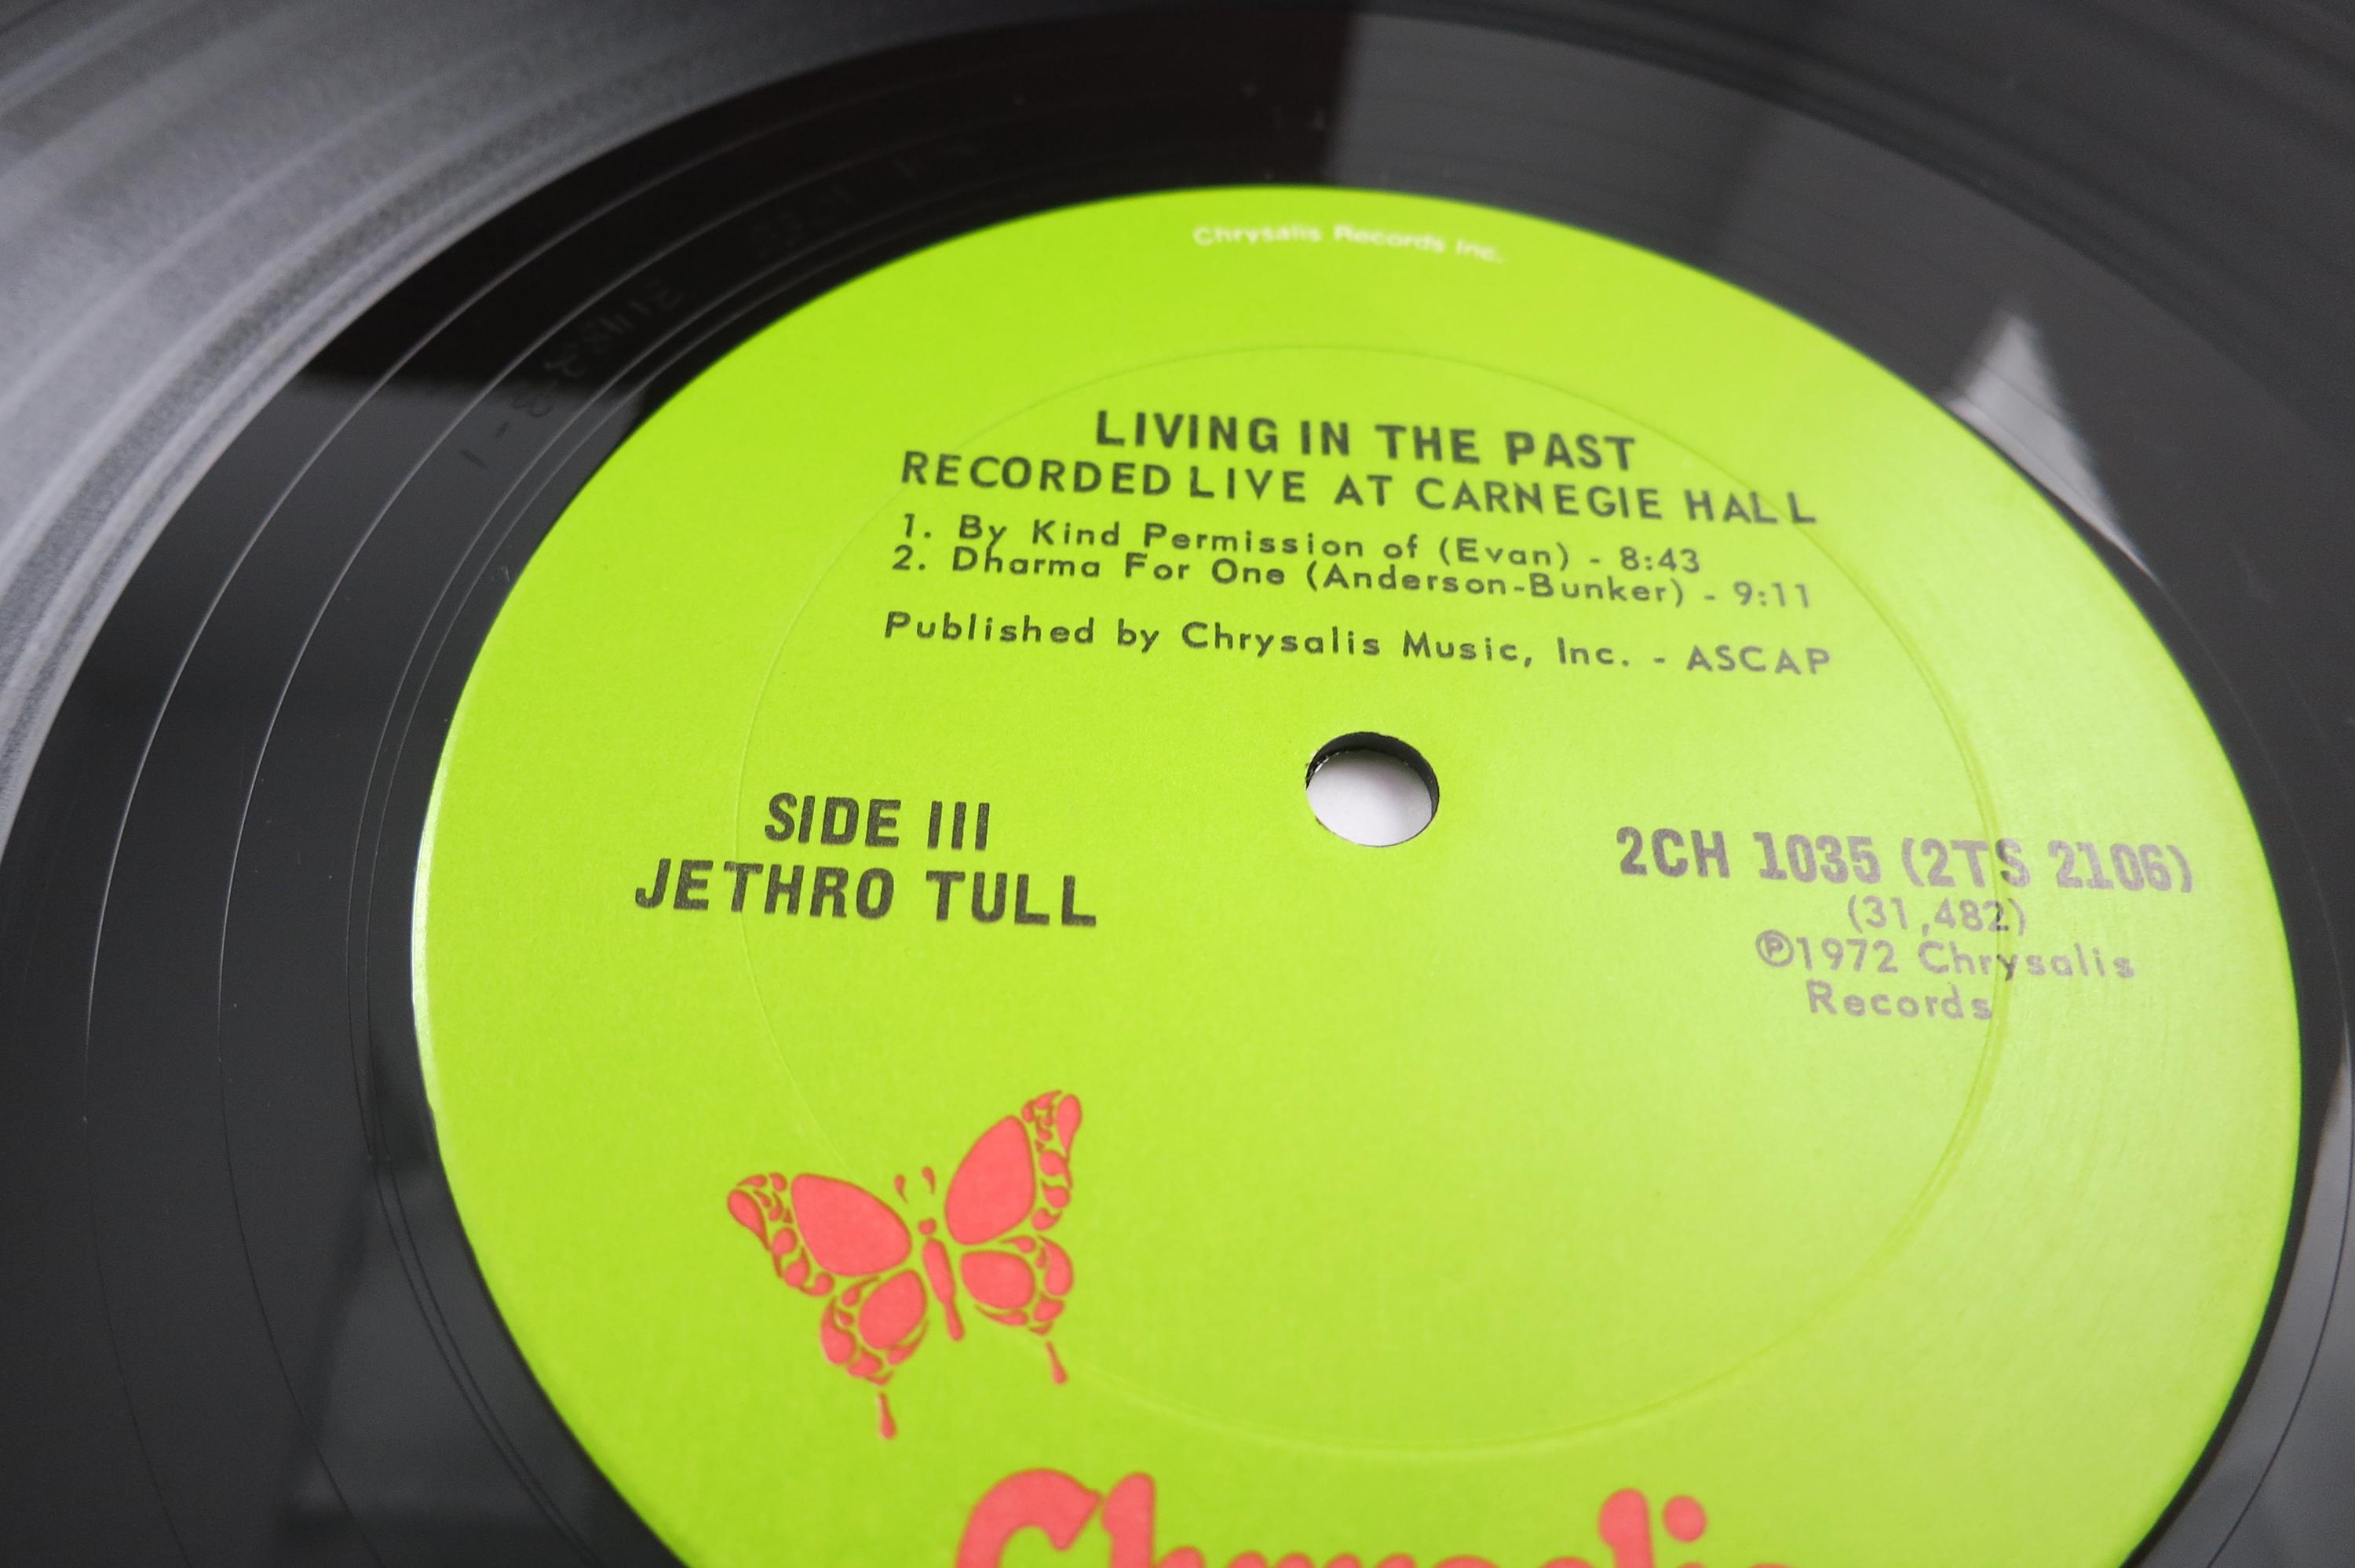 Chrysalis Records Inc.
LIVING IN THE PAST
RECORDED LIVE AT CARNEGIE HALL
1. By Kind Permission of (Evan) - 8:43
2. Dharma For One (Anderson-Bunker) - 9:11
Published by Chrysalis Music, Inc. - ASCAP
SIDE III
JETHRO TULL
2CH 1035 (2TS 2106)
(31,482)
℗1972 Chrysalis
Records